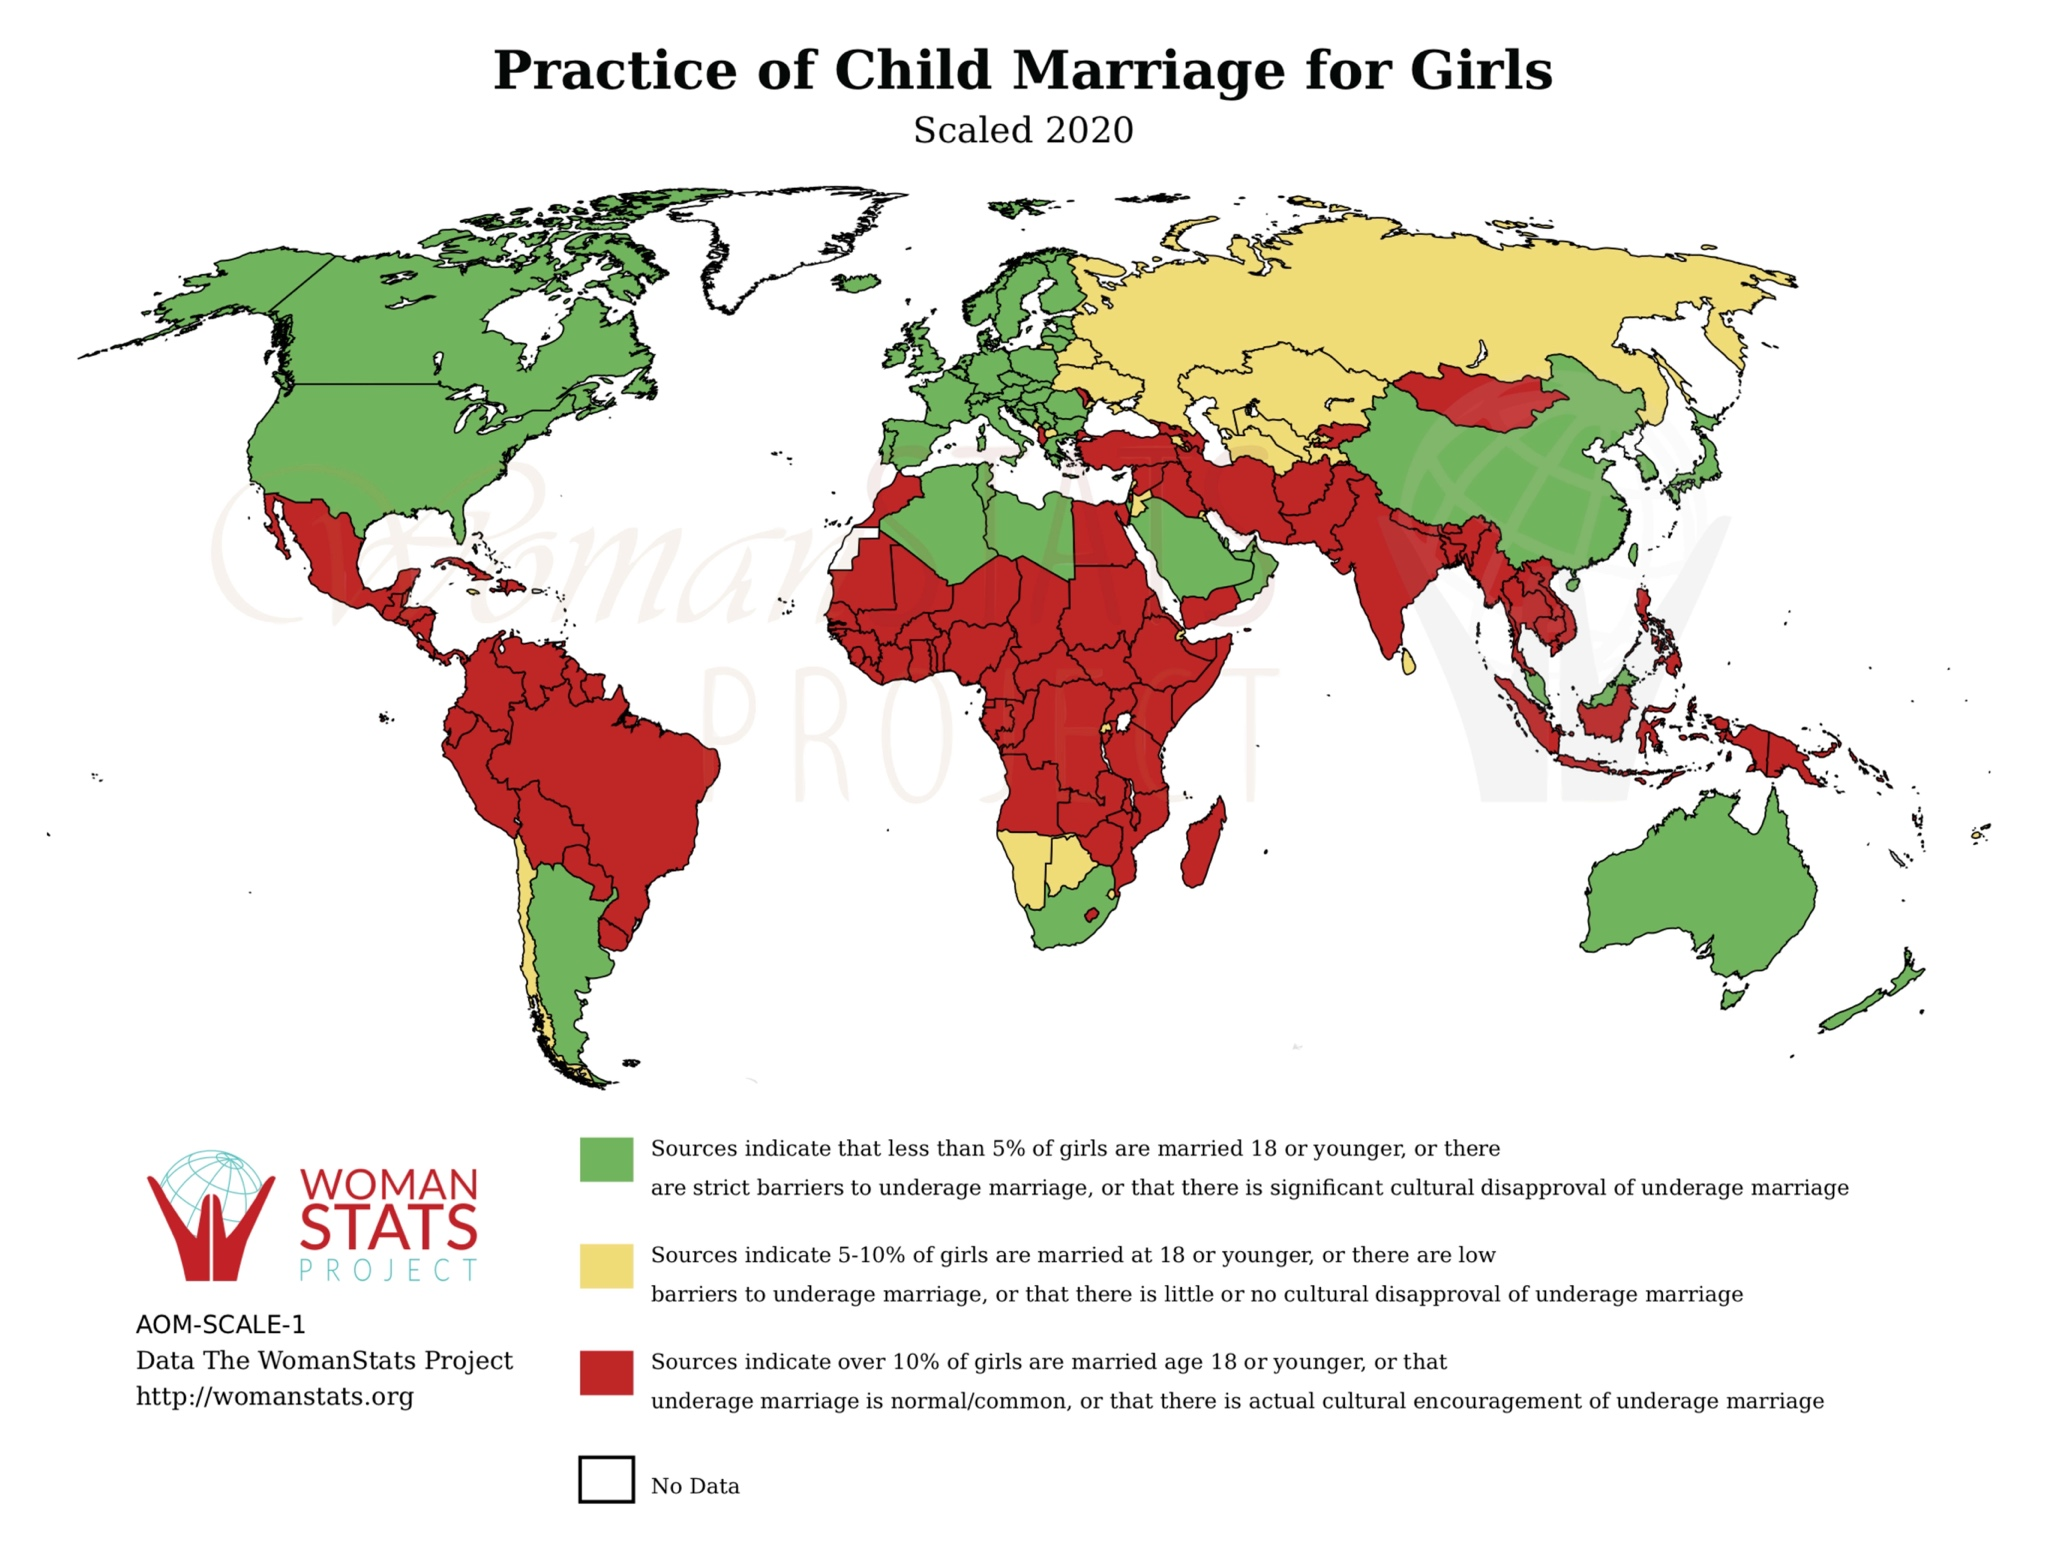 Practice of Child Marriage for Girls
Scaled 2020
Woman STATS
PROJECT
Sources indicate that less than 5% of girls are married 18 or younger, or there
are strict barriers to underage marriage, or that there is significant cultural disapproval of underage marriage
Sources indicate 5-10% of girls are married at 18 or younger, or there are low
barriers to underage marriage, or that there is little or no cultural disapproval of underage marriage
Sources indicate over 10% of girls are married age 18 or younger, or that
underage marriage is normal/common, or that there is actual cultural encouragement of underage marriage
No Data
WOMAN
STATS
PROJECT
AOM-SCALE-1
Data The WomanStats Project
http://womanstats.org